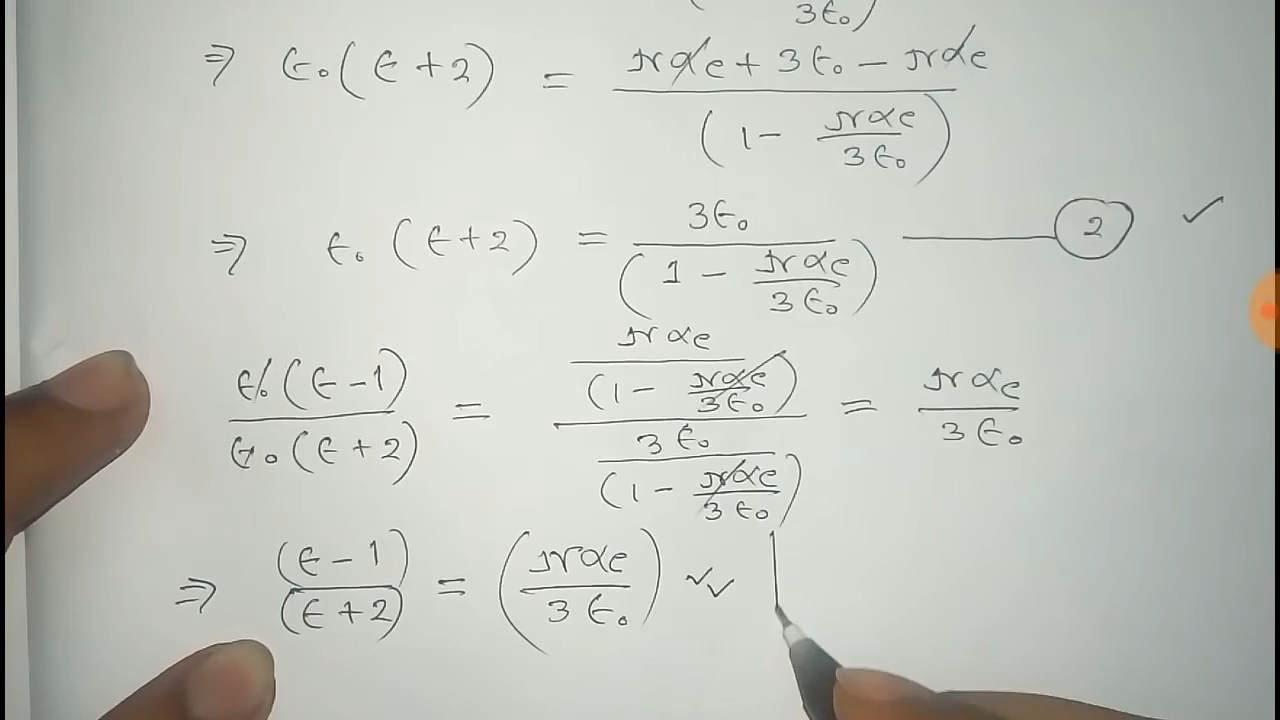 3ε₀)
⇒ ε₀(ε+2) = (Nαe + 3ε₀ − Nαe) / (1 − Nαe/3ε₀)
⇒ ε₀(ε+2) = 3ε₀ / (1 − Nαe/3ε₀) —— 2 ✓
ε₀(ε−1) / ε₀(ε+2) = [Nαe / (1 − Nαe/3ε₀)] / [3ε₀ / (1 − Nαe/3ε₀)] = Nαe / 3ε₀
⇒ (ε−1) / (ε+2) = (Nαe / 3ε₀) ✓✓